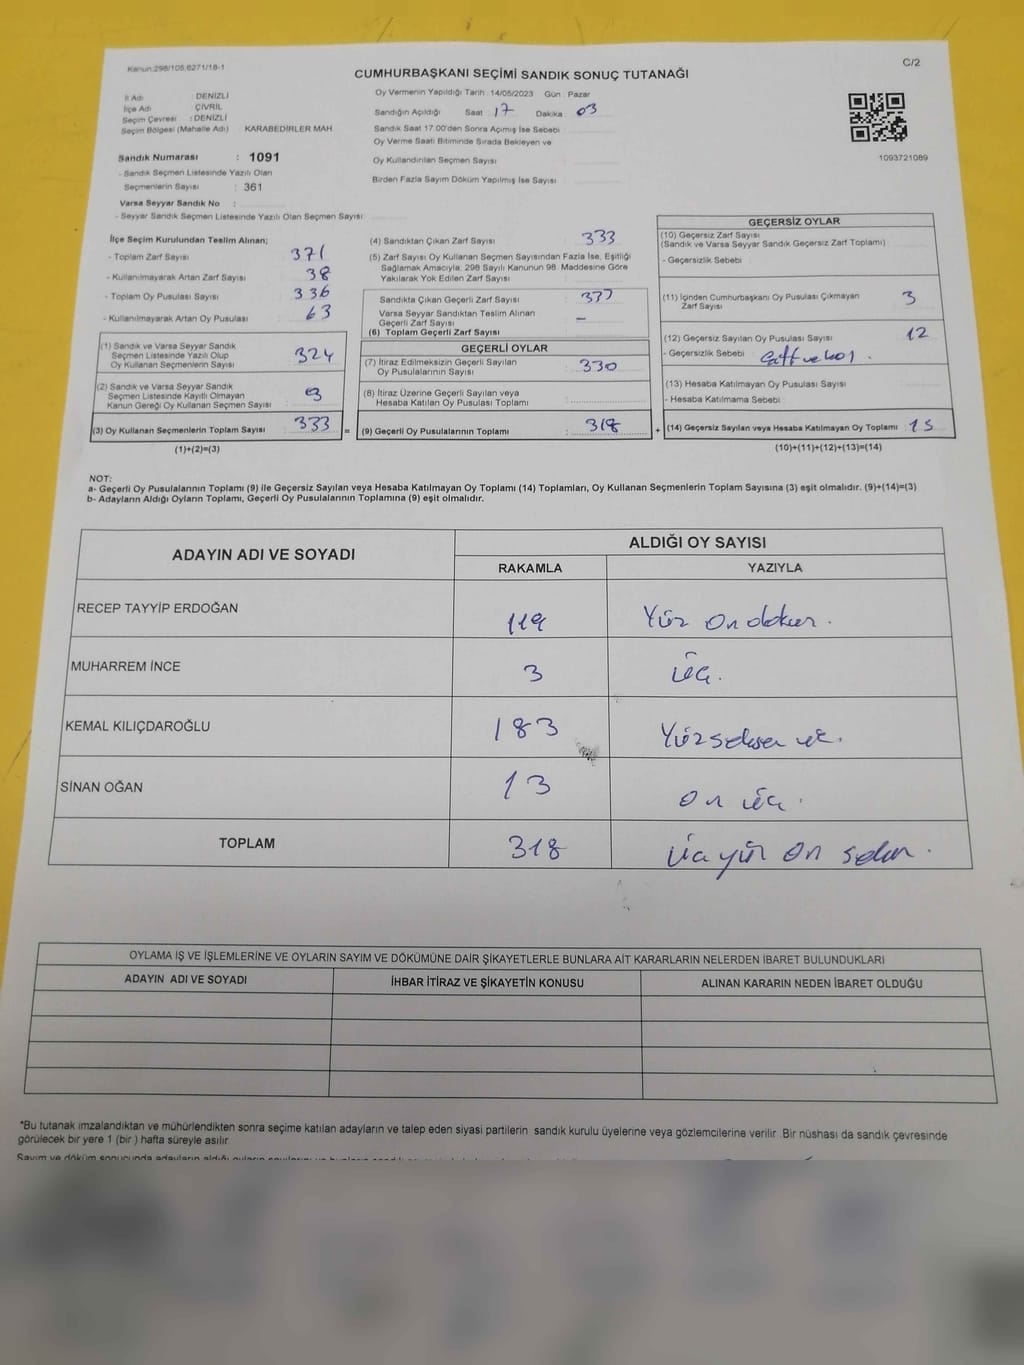 Kanun:298/105,6271/18-1
C/2
CUMHURBAŞKANI SEÇİMİ SANDIK SONUÇ TUTANAĞI
İl Adı : DENİZLİ
İlçe Adı : ÇİVRİL
Seçim Çevresi : DENİZLİ
Seçim Bölgesi (Mahalle Adı) KARABEDİRLER MAH
Oy Vermenin Yapıldığı Tarih : 14/05/2023 Gün : Pazar
Sandığın Açıldığı Saat 17 Dakika 03
Sandık Saat 17.00'den Sonra Açılmış İse Sebebi :
Oy Verme Saati Bitiminde Sırada Bekleyen ve
Oy Kullandırılan Seçmen Sayısı
Birden Fazla Sayım Döküm Yapılmış İse Sayısı :
1093721089
Sandık Numarası : 1091
- Sandık Seçmen Listesinde Yazılı Olan
Seçmenlerin Sayısı : 361
Varsa Seyyar Sandık No :
- Seyyar Sandık Seçmen Listesinde Yazılı Olan Seçmen Sayısı:
İlçe Seçim Kurulundan Teslim Alınan;
- Toplam Zarf Sayısı : 371
- Kullanılmayarak Artan Zarf Sayısı : 38
- Toplam Oy Pusulası Sayısı : 336
- Kullanılmayarak Artan Oy Pusulası : 63
(1) Sandık ve Varsa Seyyar Sandık
Seçmen Listesinde Yazılı Olup
Oy Kullanan Seçmenlerin Sayısı : 324
(2) Sandık ve Varsa Seyyar Sandık
Seçmen Listesinde Kayıtlı Olmayan
Kanun Gereği Oy Kullanan Seçmen Sayısı : 9
(3) Oy Kullanan Seçmenlerin Toplam Sayısı : 333 =
(1)+(2)=(3)
(4) Sandıktan Çıkan Zarf Sayısı : 333
(5) Zarf Sayısı Oy Kullanan Seçmen Sayısından Fazla İse, Eşitliği
Sağlamak Amacıyla: 298 Sayılı Kanunun 98. Maddesine Göre
Yakılarak Yok Edilen Zarf Sayısı :
Sandıkta Çıkan Geçerli Zarf Sayısı : 333
Varsa Seyyar Sandıktan Teslim Alınan
Geçerli Zarf Sayısı : -
(6) Toplam Geçerli Zarf Sayısı :
GEÇERLİ OYLAR
(7) İtiraz Edilmeksizin Geçerli Sayılan
Oy Pusulalarının Sayısı : 330
(8) İtiraz Üzerine Geçerli Sayılan veya
Hesaba Katılan Oy Pusulası Toplamı :
(9) Geçerli Oy Pusulalarının Toplamı : 318 +
GEÇERSİZ OYLAR
(10) Geçersiz Zarf Sayısı
(Sandık ve Varsa Seyyar Sandık Geçersiz Zarf Toplamı)
- Geçersizlik Sebebi :
(11) İçinden Cumhurbaşkanı Oy Pusulası Çıkmayan
Zarf Sayısı : 3
(12) Geçersiz Sayılan Oy Pusulası Sayısı : 12
- Geçersizlik Sebebi :
(13) Hesaba Katılmayan Oy Pusulası Sayısı :
- Hesaba Katılmama Sebebi :
(14) Geçersiz Sayılan veya Hesaba Katılmayan Oy Toplamı : 15
(10)+(11)+(12)+(13)=(14)
NOT:
a- Geçerli Oy Pusulalarının Toplamı (9) ile Geçersiz Sayılan veya Hesaba Katılmayan Oy Toplamı (14) Toplamları, Oy Kullanan Seçmenlerin Toplam Sayısına (3) eşit olmalıdır. (9)+(14)=(3)
b- Adayların Aldığı Oyların Toplamı, Geçerli Oy Pusulalarının Toplamına (9) eşit olmalıdır.
ADAYIN ADI VE SOYADI
ALDIĞI OY SAYISI
RAKAMLA YAZIYLA
RECEP TAYYİP ERDOĞAN 119 Yüz on dokuz.
MUHARREM İNCE 3 üç.
KEMAL KILIÇDAROĞLU 183 Yüzseksen üç.
SİNAN OĞAN 13 on üç.
TOPLAM 318 üçyüz on sekiz.
OYLAMA İŞ VE İŞLEMLERİNE VE OYLARIN SAYIM VE DÖKÜMÜNE DAİR ŞİKAYETLERLE BUNLARA AİT KARARLARIN NELERDEN İBARET BULUNDUKLARI
ADAYIN ADI VE SOYADI İHBAR İTİRAZ VE ŞİKAYETİN KONUSU ALINAN KARARIN NEDEN İBARET OLDUĞU
*Bu tutanak imzalandıktan ve mühürlendikten sonra seçime katılan adayların ve talep eden siyasi partilerin sandık kurulu üyelerine veya gözlemcilerine verilir. Bir nüshası da sandık çevresinde
görülecek bir yere 1 (bir ) hafta süreyle asılır.